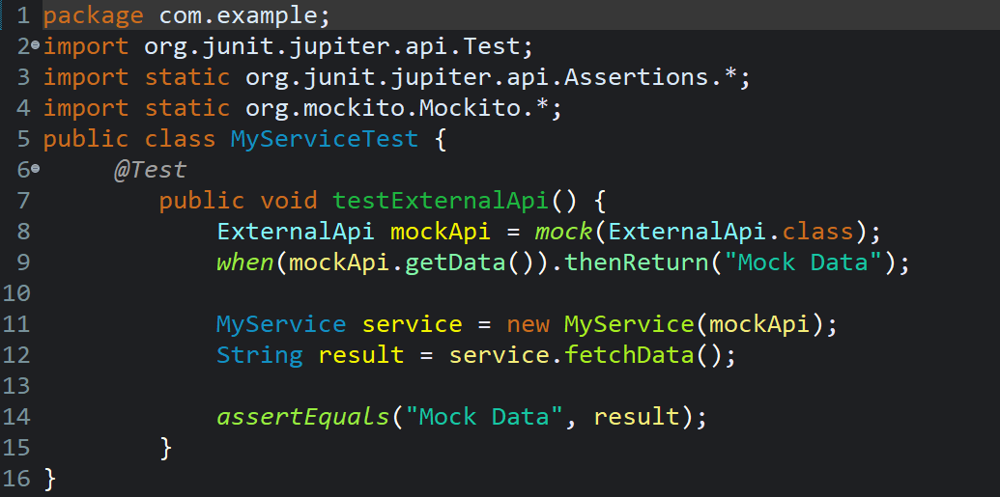 1 package com.example;
2 import org.junit.jupiter.api.Test;
3 import static org.junit.jupiter.api.Assertions.*;
4 import static org.mockito.Mockito.*;
5 public class MyServiceTest {
6 @Test
7 public void testExternalApi() {
8 ExternalApi mockApi = mock(ExternalApi.class);
9 when(mockApi.getData()).thenReturn("Mock Data");
10
11 MyService service = new MyService(mockApi);
12 String result = service.fetchData();
13
14 assertEquals("Mock Data", result);
15 }
16 }